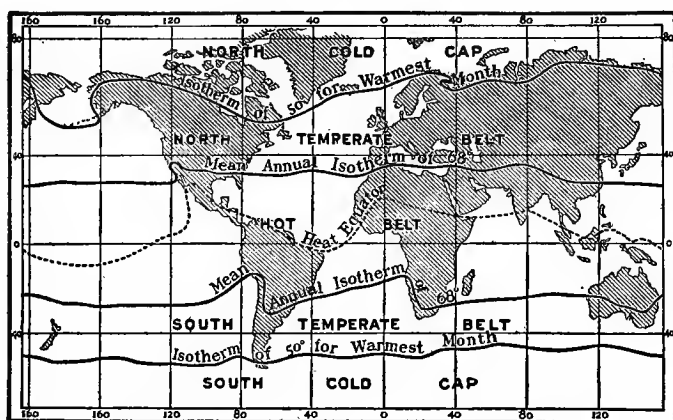 NORTH COLD CAP
Isotherm of 50° for Warmest Month
NORTH TEMPERATE BELT
Mean Annual Isotherm of 68°
HOT BELT
Heat Equator
Mean Annual Isotherm of 68°
SOUTH TEMPERATE BELT
Isotherm of 50° for Warmest Month
SOUTH COLD CAP
160 160 120 80 40 0 40 80 120
80 80
40 40
0 0
40 40
160 160 120 80 40 0 40 80 120